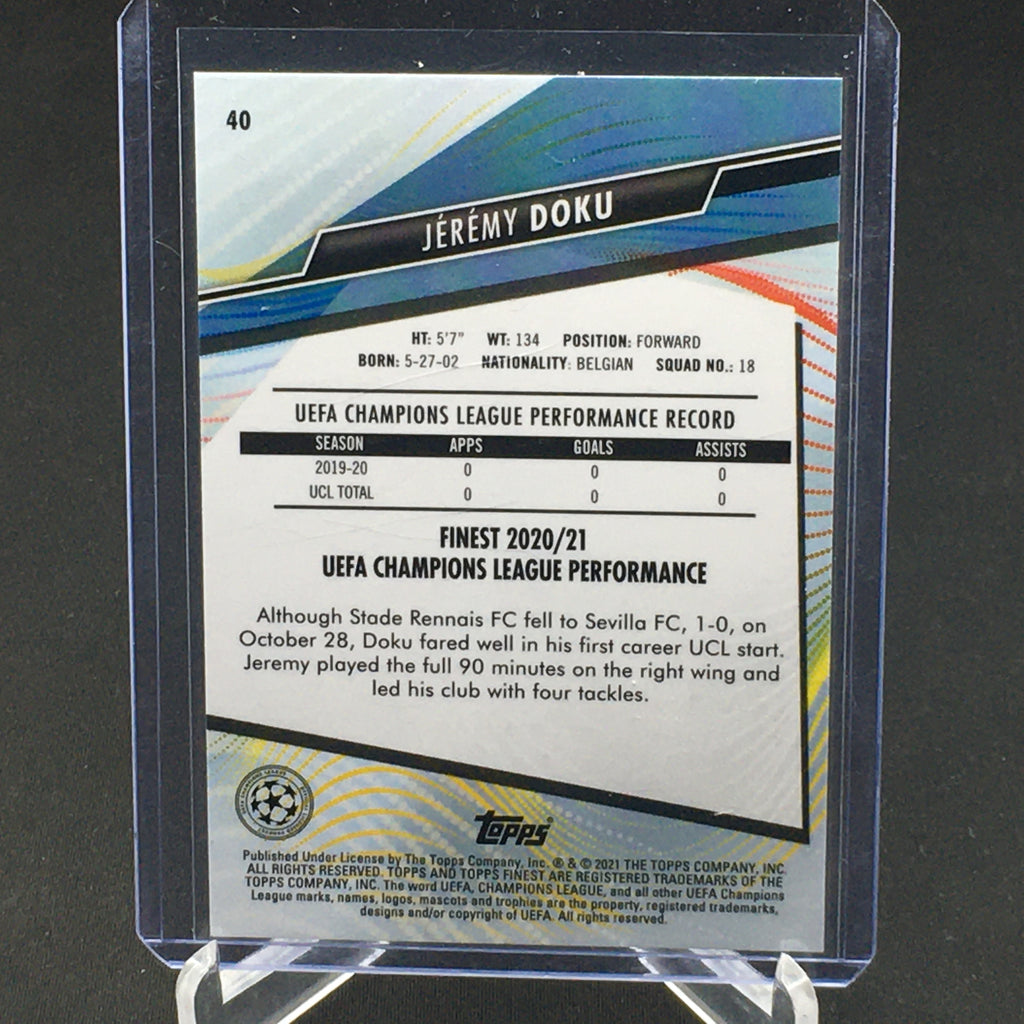 40
JÉRÉMY DOKU
HT: 5'7" WT: 134 POSITION: FORWARD
BORN: 5-27-02 NATIONALITY: BELGIAN SQUAD NO.: 18
UEFA CHAMPIONS LEAGUE PERFORMANCE RECORD
SEASON APPS GOALS ASSISTS
2019-20 0 0 0
UCL TOTAL 0 0 0
FINEST 2020/21
UEFA CHAMPIONS LEAGUE PERFORMANCE
Although Stade Rennais FC fell to Sevilla FC, 1-0, on
October 28, Doku fared well in his first career UCL start.
Jeremy played the full 90 minutes on the right wing and
led his club with four tackles.
topps
Published Under License by The Topps Company, Inc. ® & © 2021 THE TOPPS COMPANY, INC.
ALL RIGHTS RESERVED. TOPPS AND TOPPS FINEST ARE REGISTERED TRADEMARKS OF THE
TOPPS COMPANY, INC. The word UEFA, CHAMPIONS LEAGUE, and all other UEFA Champions
League marks, names, logos, mascots and trophies are the property, registered trademarks,
designs and/or copyright of UEFA. All rights reserved.